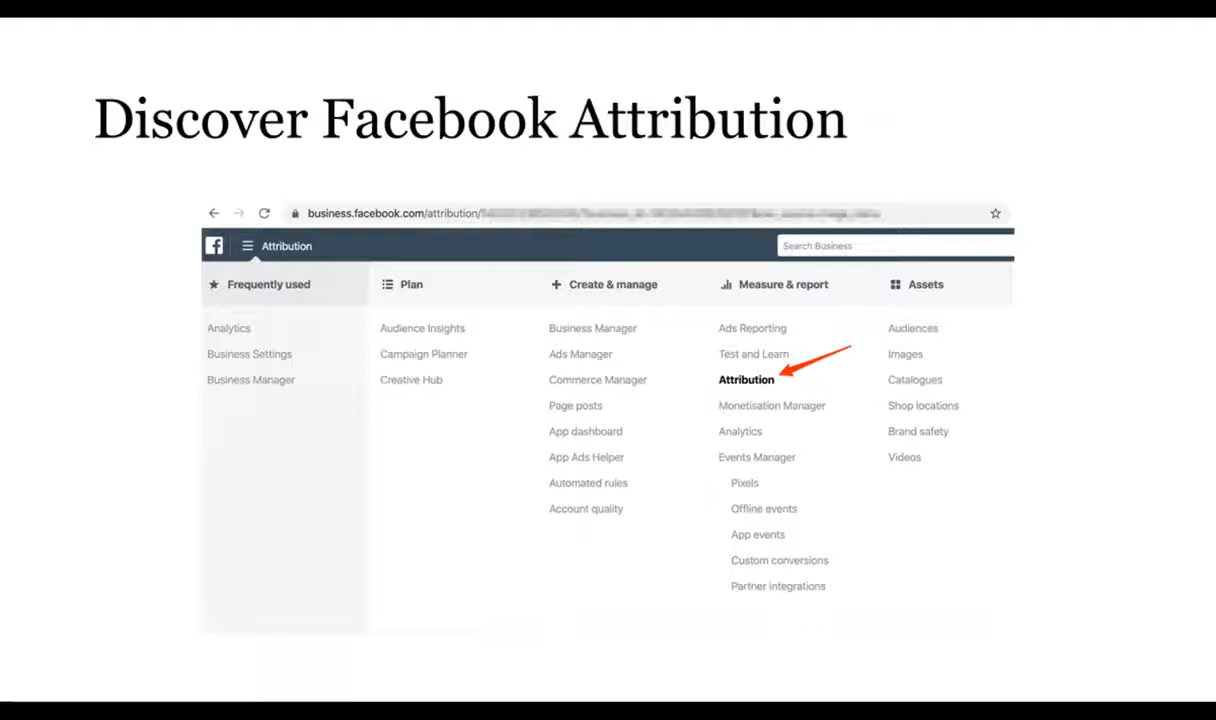 Discover Facebook Attribution
business.facebook.com/attribution/
Attribution
Search Business
Frequently used
Analytics
Business Settings
Business Manager
Plan
Audience Insights
Campaign Planner
Creative Hub
Create & manage
Business Manager
Ads Manager
Commerce Manager
Page posts
App dashboard
App Ads Helper
Automated rules
Account quality
Measure & report
Ads Reporting
Test and Learn
Attribution
Monetisation Manager
Analytics
Events Manager
Pixels
Offline events
App events
Custom conversions
Partner integrations
Assets
Audiences
Images
Catalogues
Shop locations
Brand safety
Videos